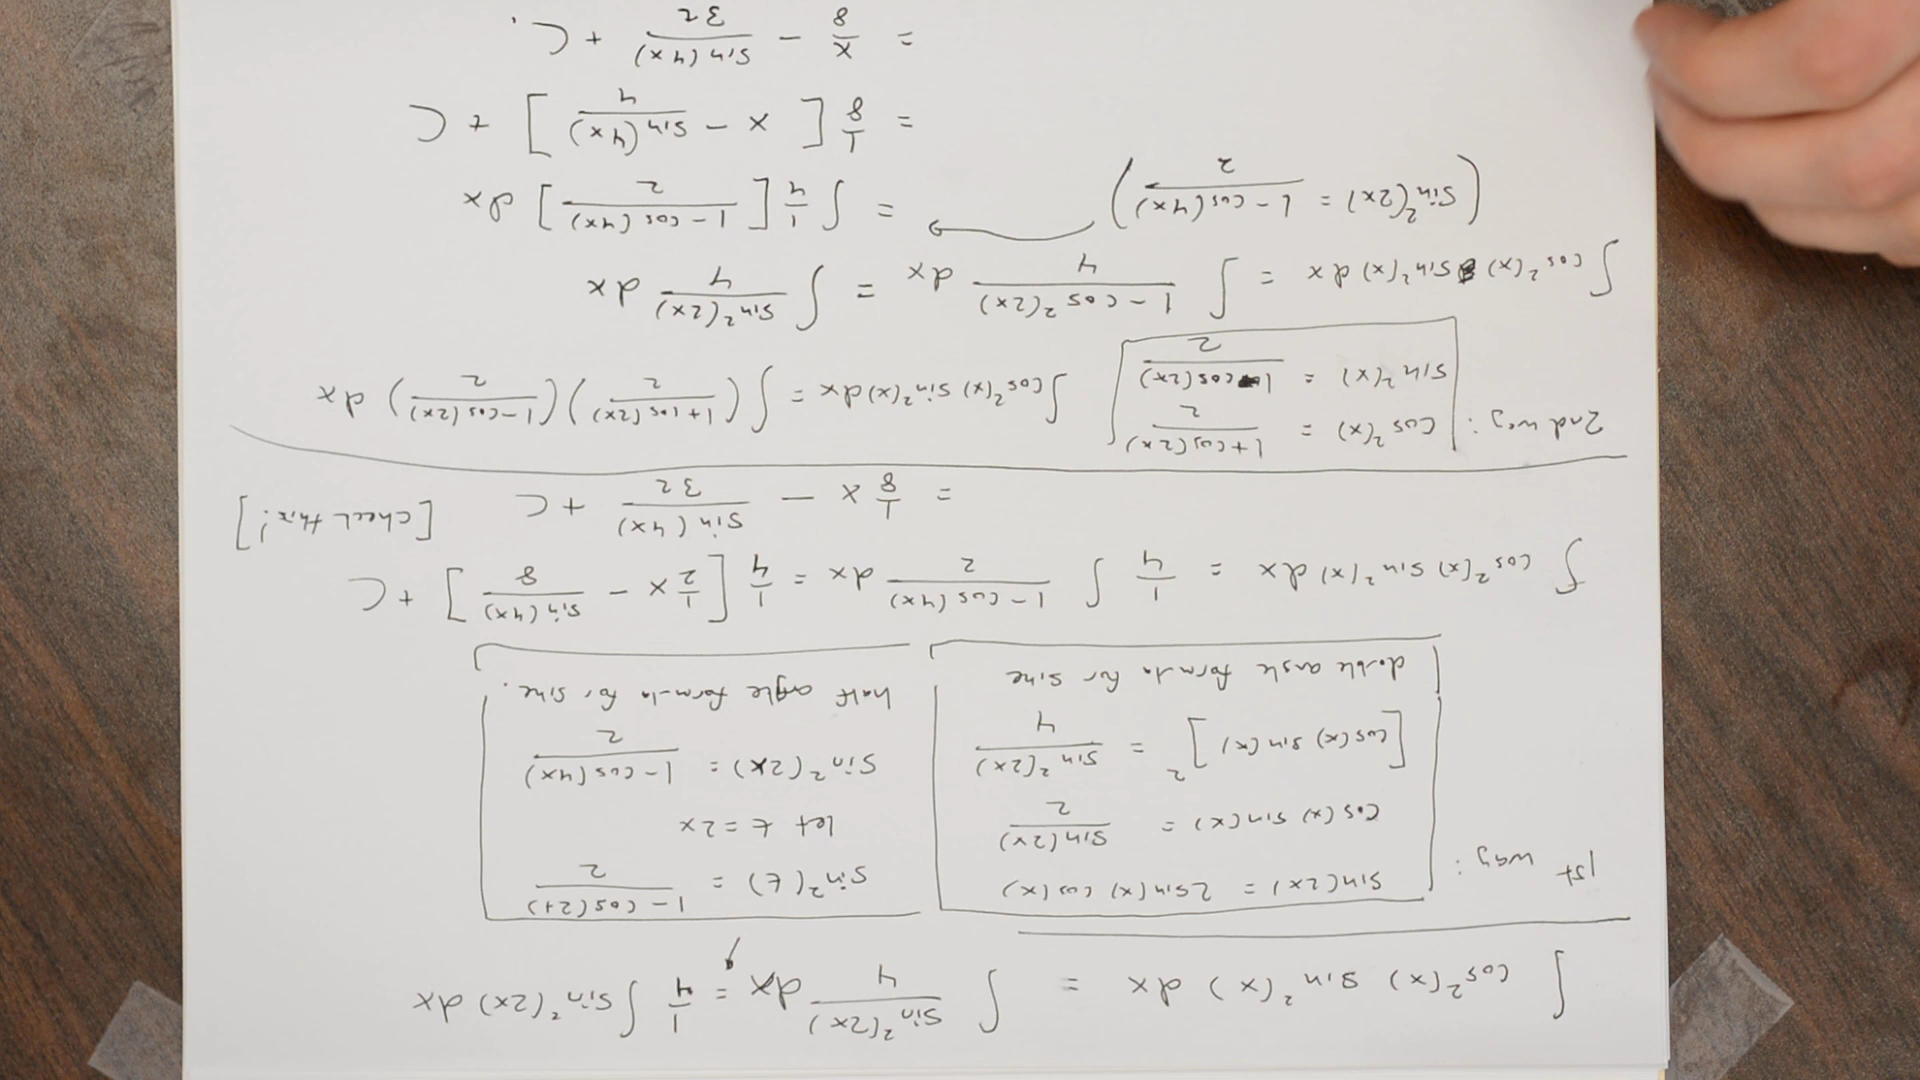 ∫ cos²(x) sin²(x) dx = ∫ sin²(2x)/4 dx = 1/4 ∫ sin²(2x) dx
1st way:
sin(2x) = 2sin(x) cos(x)
cos(x) sin(x) = sin(2x)/2
[cos(x) sin(x)]² = sin²(2x)/4
double angle formula for sine
sin²(t) = 1-cos(2t)/2
let t = 2x
sin²(2x) = 1-cos(4x)/2
half angle formula for sine.
∫ cos²(x) sin²(x) dx = 1/4 ∫ 1-cos(4x)/2 dx = 1/4 [1/2 x - sin(4x)/8] + C
= 1/8 x - sin(4x)/32 + C [check this!]
2nd way: cos²(x) = 1+cos(2x)/2
sin²(x) = 1-cos(2x)/2
∫cos²(x) sin²(x)dx = ∫(1+cos(2x)/2)(1-cos(2x)/2) dx
∫ cos²(x) sin²(x) dx = ∫ 1-cos²(2x)/4 dx = ∫ sin²(2x)/4 dx
(sin²(2x) = 1-cos(4x)/2) = ∫ 1/4 [1-cos(4x)/2] dx
= 1/8 [x - sin(4x)/4] + C
= x/8 - sin(4x)/32 + C.